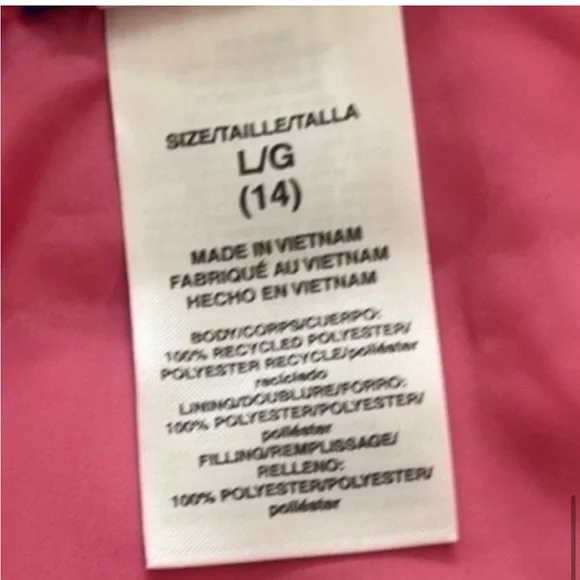 SIZE/TAILLE/TALLA
L/G
(14)
MADE IN VIETNAM
FABRIQUÉ AU VIETNAM
HECHO EN VIETNAM
BODY/CORPS/CUERPO:
100% RECYCLED POLYESTER/
POLYESTER RECYCLE/poliéster
reciclado
LINING/DOUBLURE/FORRO:
100% POLYESTER/POLYESTER/
poliéster
FILLING/REMPLISSAGE/
RELLENO:
100% POLYESTER/POLYESTER/
poliéster